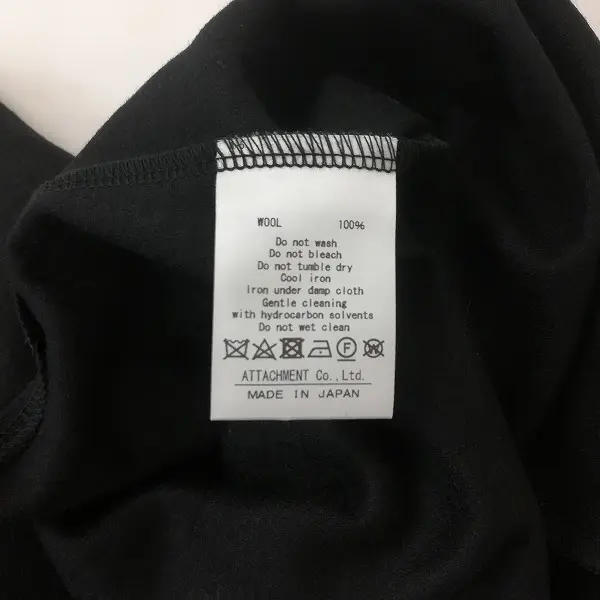 WOOL 100%
Do not wash
Do not bleach
Do not tumble dry
Cool iron
Iron under damp cloth
Gentle cleaning
with hydrocarbon solvents
Do not wet clean
F W
ATTACHMENT Co., Ltd.
MADE IN JAPAN